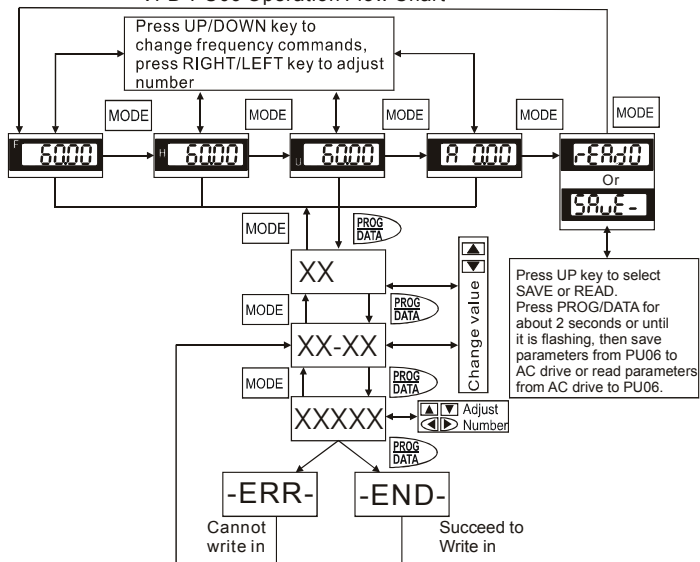 Press UP/DOWN key to
change frequency commands,
press RIGHT/LEFT key to adjust
number
MODE
MODE
MODE
MODE
MODE
F 60.00
H 60.00
U 60.00
A 0.00
rEAd0
Or
SAvE-
MODE
PROG
DATA
XX
MODE
PROG
DATA
XX-XX
MODE
PROG
DATA
XXXXX
PROG
DATA
Change value
Adjust
Number
Press UP key to select
SAVE or READ.
Press PROG/DATA for
about 2 seconds or until
it is flashing, then save
parameters from PU06 to
AC drive or read parameters
from AC drive to PU06.
-ERR-
-END-
Cannot
write in
Succeed to
Write in